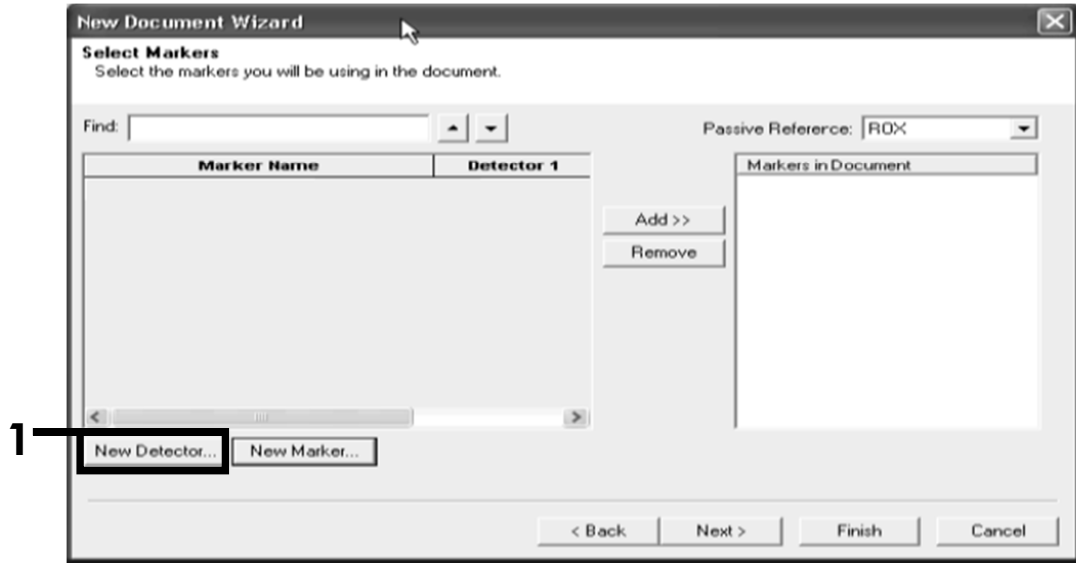 New Document Wizard
Select Markers
Select the markers you will be using in the document.
Find:
Passive Reference: ROX
Marker Name Detector 1
Markers in Document
Add >>
Remove
1
New Detector... New Marker...
< Back Next > Finish Cancel